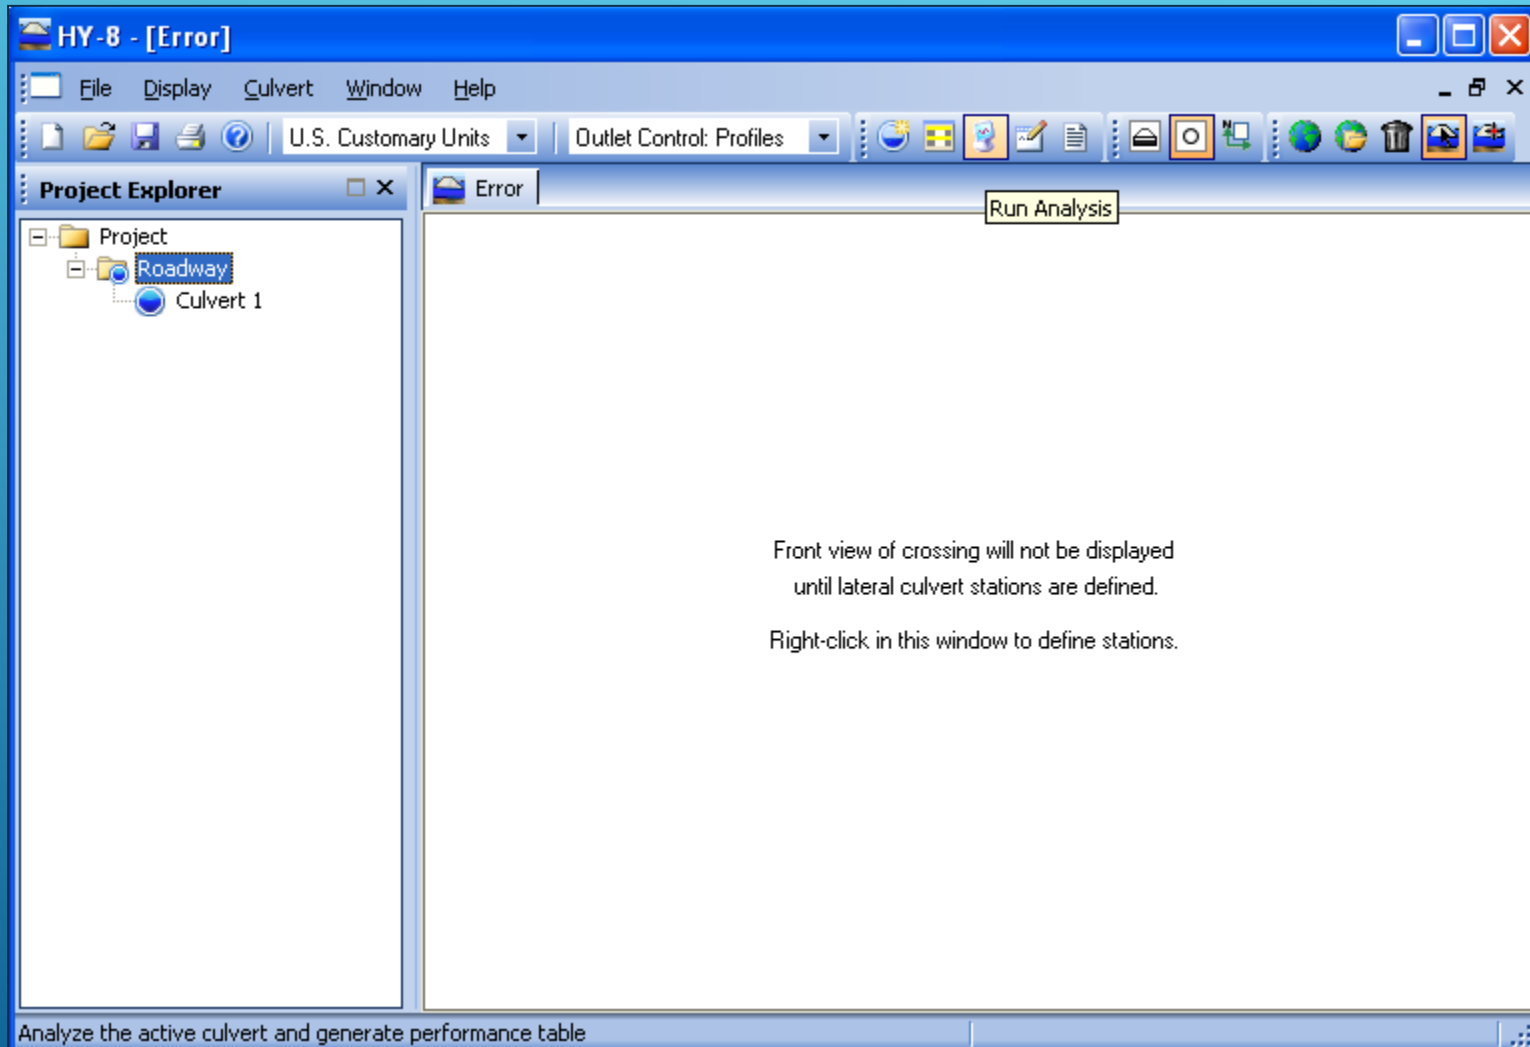 HY-8 - [Error]
File Display Culvert Window Help
U.S. Customary Units Outlet Control: Profiles
Project Explorer
Error
Run Analysis
Project
Roadway
Culvert 1
Front view of crossing will not be displayed
until lateral culvert stations are defined.
Right-click in this window to define stations.
Analyze the active culvert and generate performance table